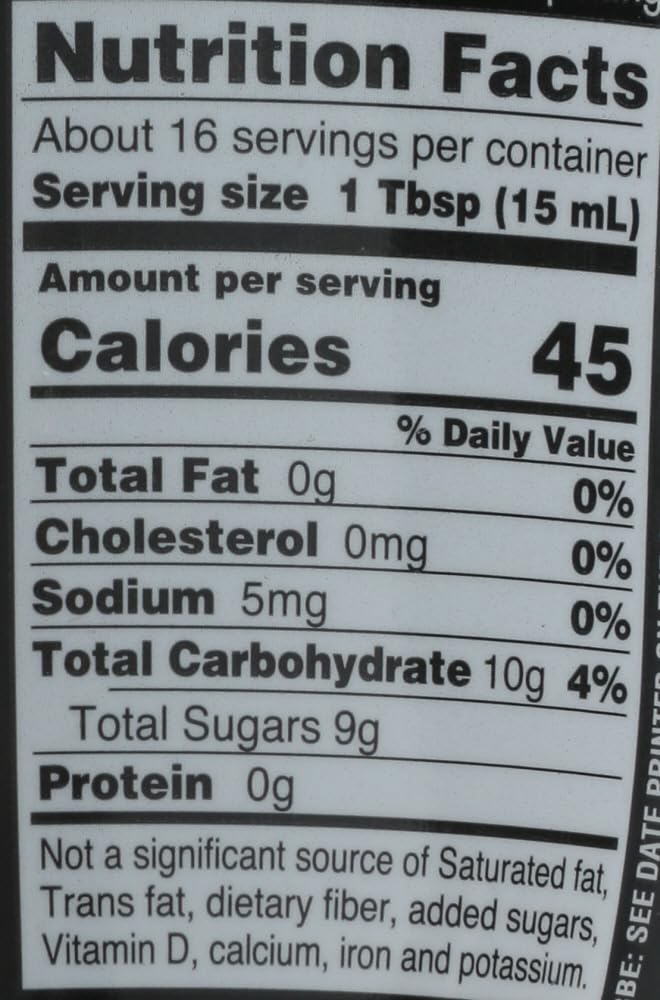 Nutrition Facts
About 16 servings per container
Serving size 1 Tbsp (15 mL)
Amount per serving
Calories 45
% Daily Value
Total Fat 0g 0%
Cholesterol 0mg 0%
Sodium 5mg 0%
Total Carbohydrate 10g 4%
Total Sugars 9g
Protein 0g
Not a significant source of Saturated fat,
Trans fat, dietary fiber, added sugars,
Vitamin D, calcium, iron and potassium.
BE: SEE DATE PRINTED